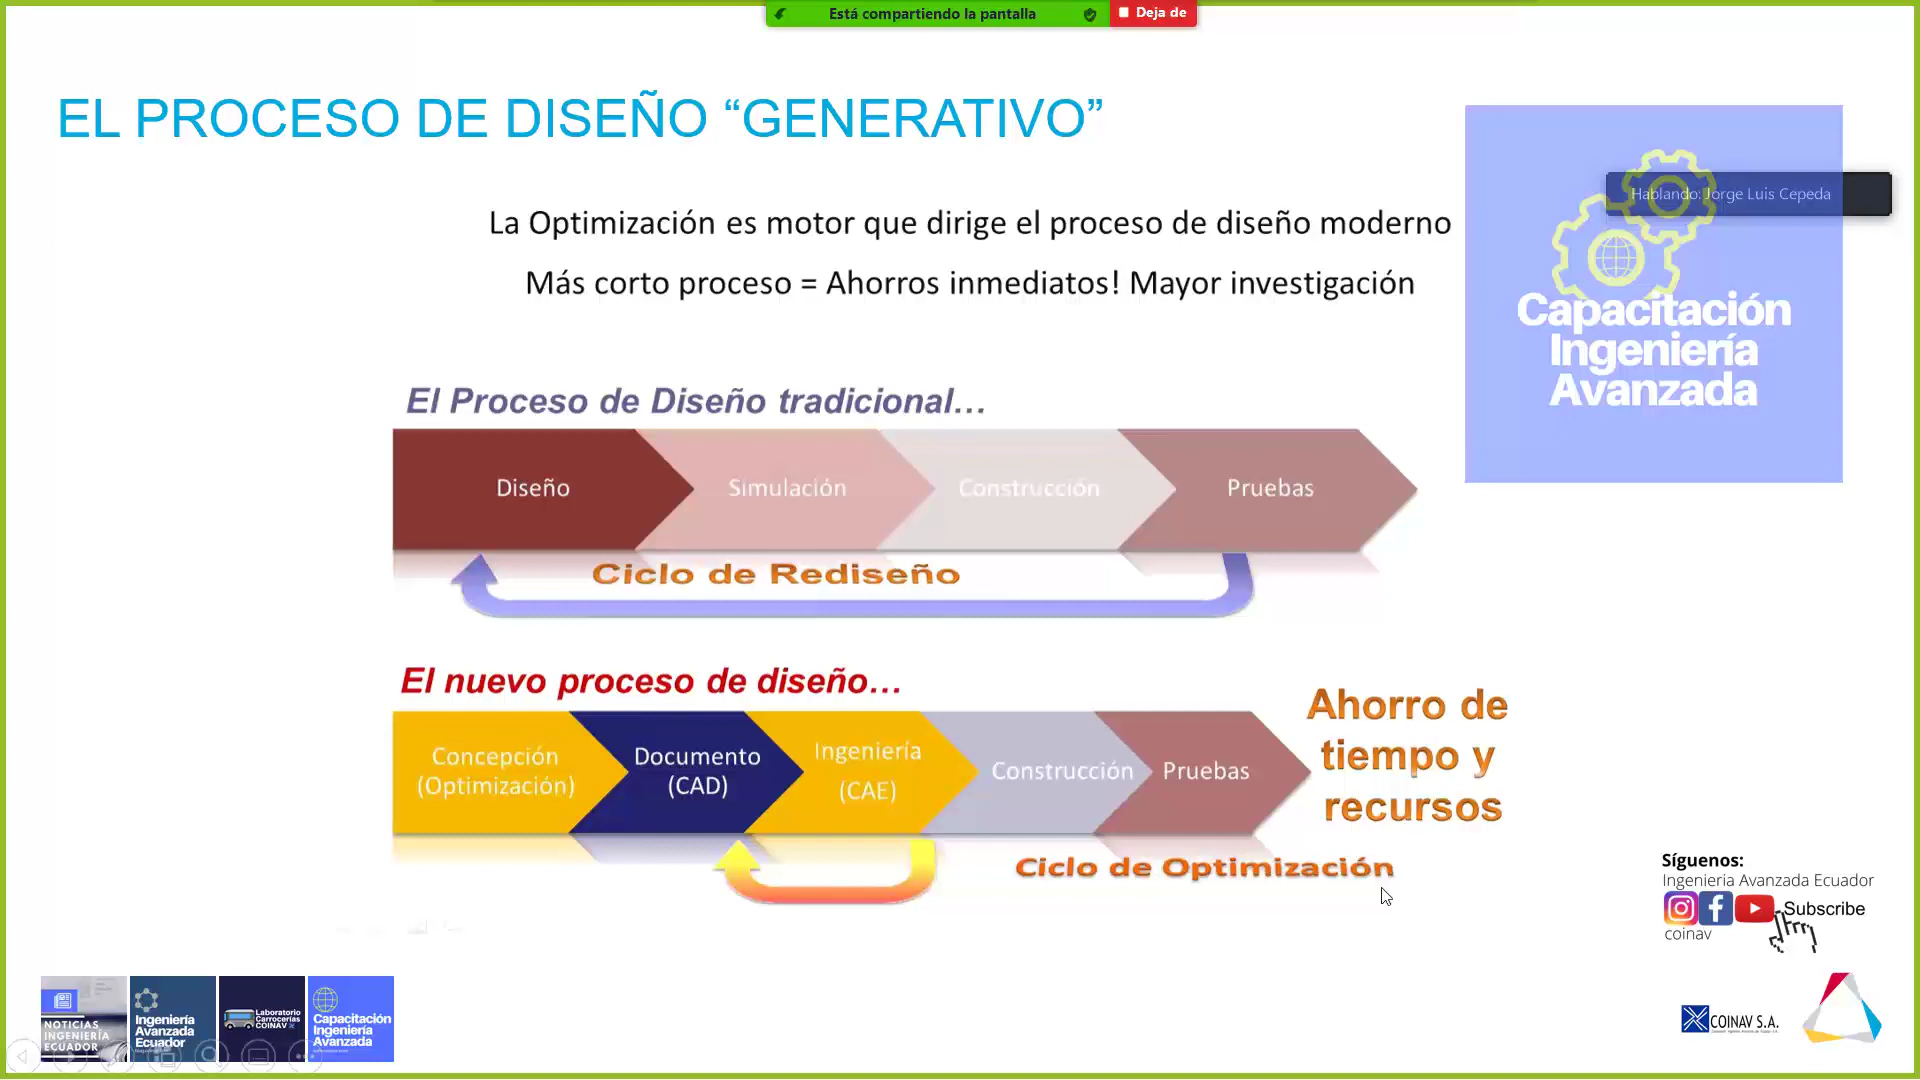 Está compartiendo la pantalla
Deja de
EL PROCESO DE DISEÑO “GENERATIVO”
Hablando: Jorge Luis Cepeda
La Optimización es motor que dirige el proceso de diseño moderno
Más corto proceso = Ahorros inmediatos! Mayor investigación
Capacitación
Ingeniería
Avanzada
El Proceso de Diseño tradicional...
Diseño
Simulación
Construcción
Pruebas
Ciclo de Rediseño
El nuevo proceso de diseño...
Concepción
(Optimización)
Documento
(CAD)
Ingeniería
(CAE)
Construcción
Pruebas
Ahorro de
tiempo y
recursos
Ciclo de Optimización
Síguenos:
Ingenieria Avanzada Ecuador
Subscribe
coinav
NOTICIAS
INGENIERÍA
ECUADOR
Ingeniería
Avanzada
Ecuador
Laboratorio
Carrocerías
COINAV
Capacitación
Ingeniería
Avanzada
COINAV S.A.